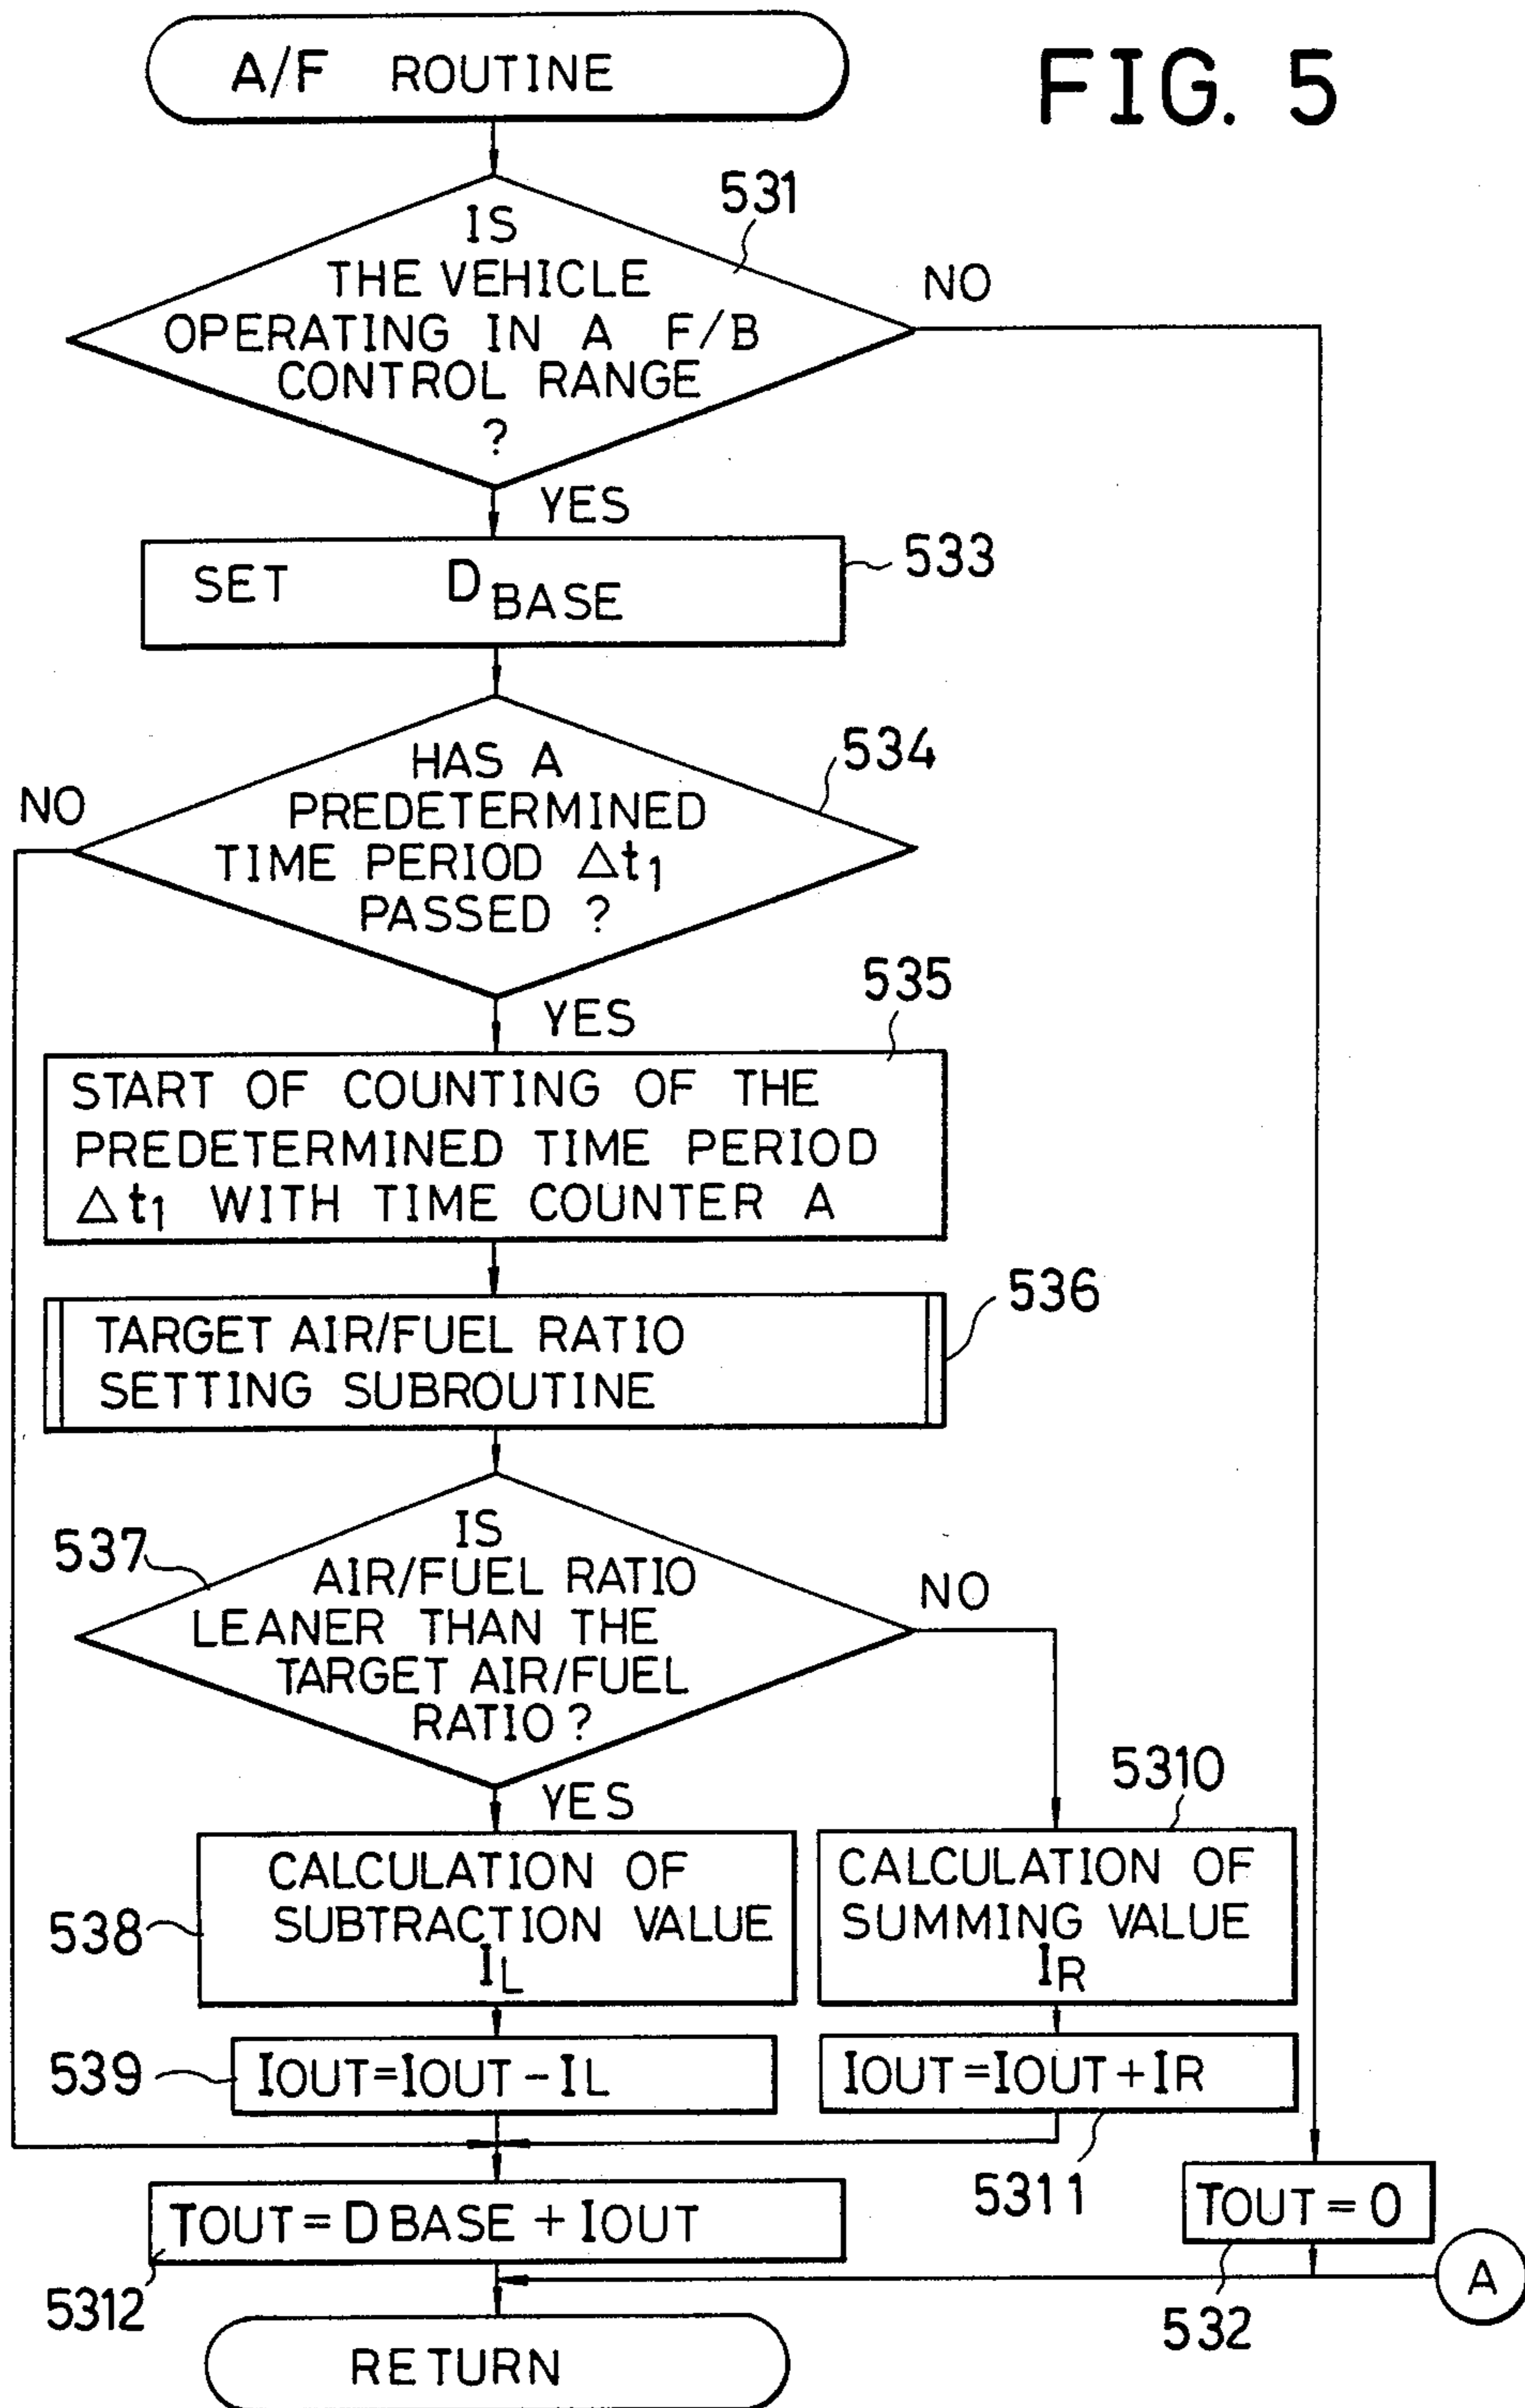 A/F ROUTINE
FIG. 5
531
IS
THE VEHICLE
OPERATING IN A F/B
CONTROL RANGE
?
NO
YES
SET DBASE
533
HAS A
PREDETERMINED
TIME PERIOD Δt1
PASSED ?
534
NO
YES
535
START OF COUNTING OF THE
PREDETERMINED TIME PERIOD
Δt1 WITH TIME COUNTER A
TARGET AIR/FUEL RATIO
SETTING SUBROUTINE
536
537
IS
AIR/FUEL RATIO
LEANER THAN THE
TARGET AIR/FUEL
RATIO ?
NO
YES
5310
538
CALCULATION OF
SUBTRACTION VALUE
IL
CALCULATION OF
SUMMING VALUE
IR
539
IOUT=IOUT-IL
IOUT=IOUT+IR
5311
TOUT=DBASE+IOUT
5312
TOUT=0
532
A
RETURN